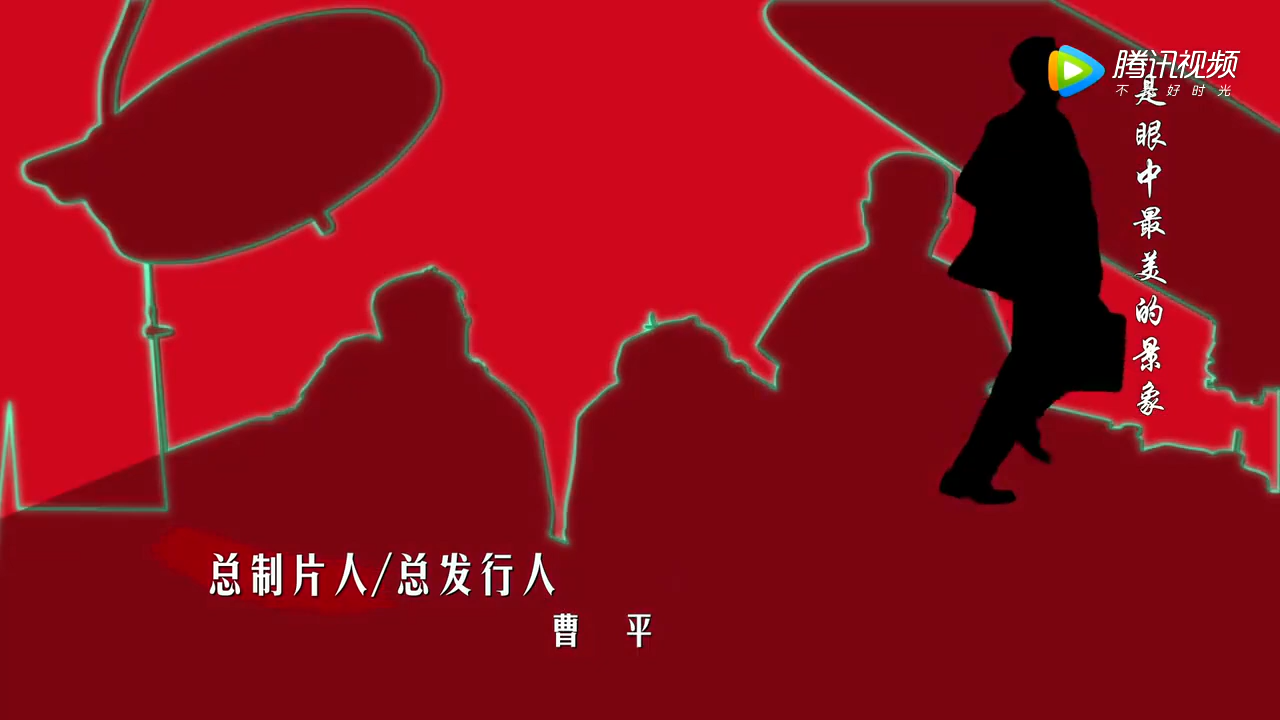 腾讯视频
不 好时光
是眼中最美的景象
总制片人/总发行人
曹 平